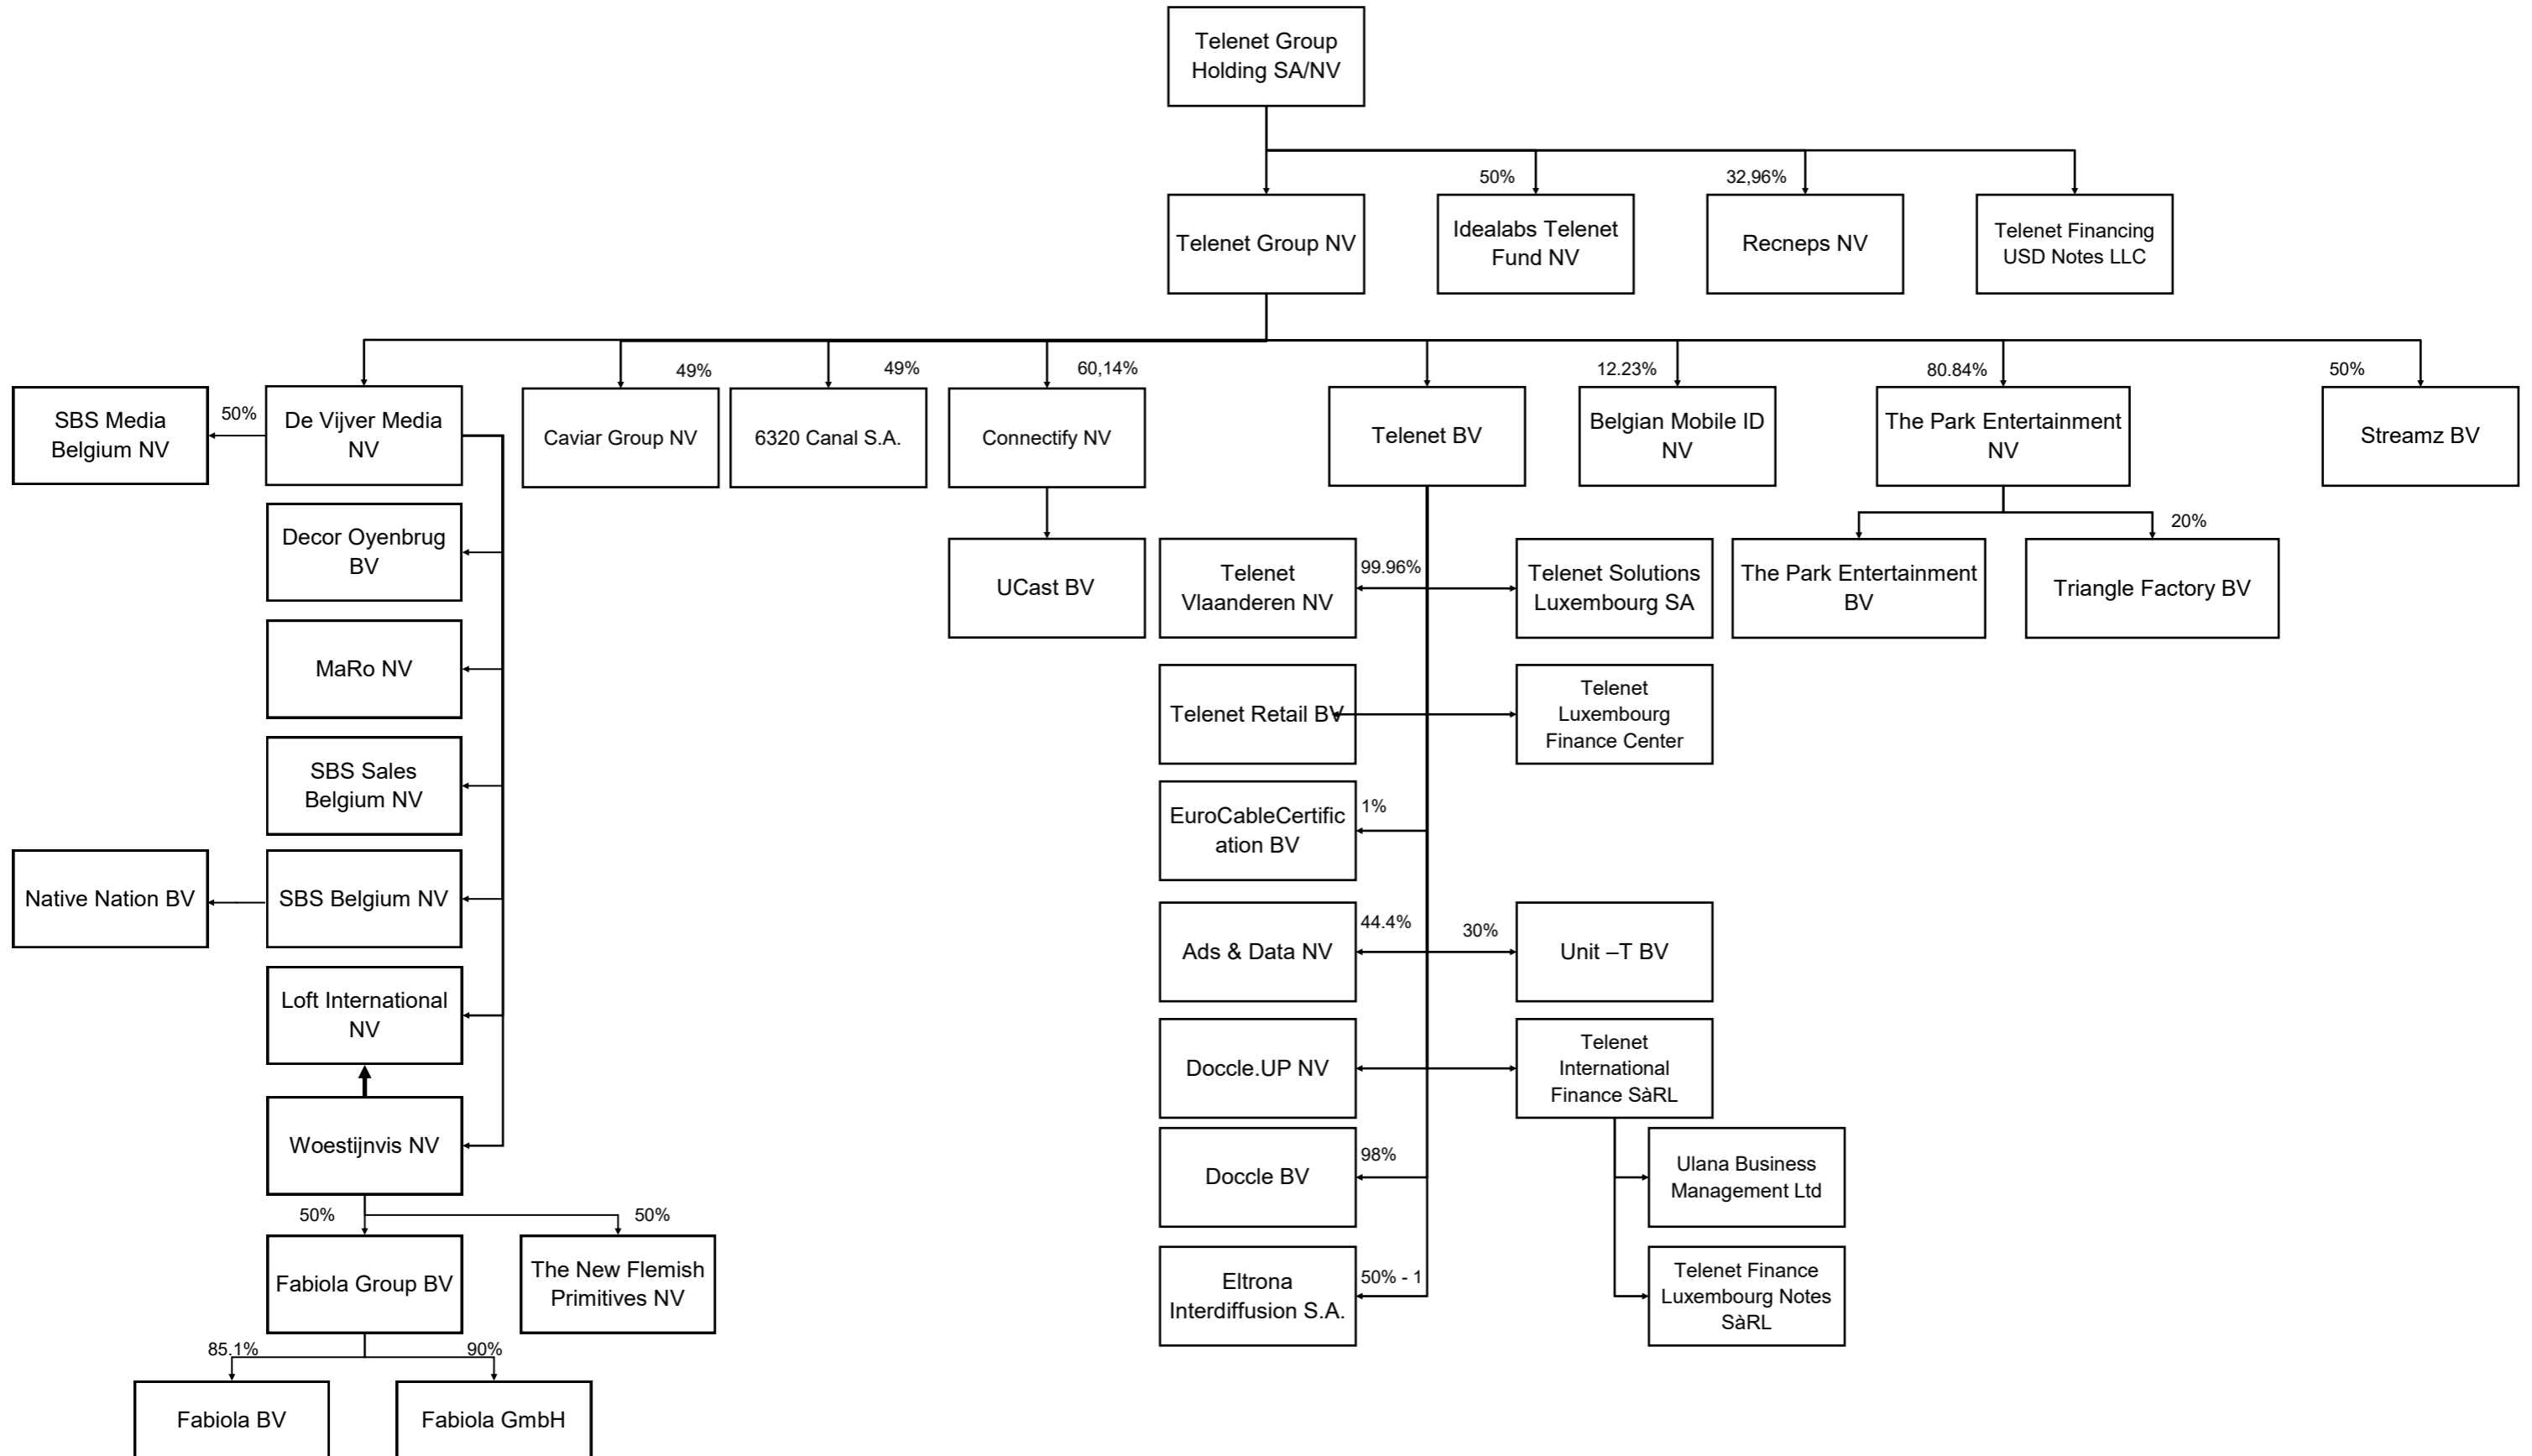 Telenet Group
Holding SA/NV
50%
32,96%
Telenet Group NV
Idealabs Telenet
Fund NV
Recneps NV
Telenet Financing
USD Notes LLC
49%
49%
60,14%
12.23%
80.84%
50%
SBS Media
Belgium NV
50%
De Vijver Media
NV
Caviar Group NV
6320 Canal S.A.
Connectify NV
Telenet BV
Belgian Mobile ID
NV
The Park Entertainment
NV
Streamz BV
20%
Decor Oyenbrug
BV
UCast BV
Telenet
Vlaanderen NV
99.96%
Telenet Solutions
Luxembourg SA
The Park Entertainment
BV
Triangle Factory BV
MaRo NV
Telenet Retail BV
Telenet
Luxembourg
Finance Center
SBS Sales
Belgium NV
EuroCableCertific
ation BV
1%
Native Nation BV
SBS Belgium NV
Ads & Data NV
44.4%
30%
Unit –T BV
Loft International
NV
Doccle.UP NV
Telenet
International
Finance SàRL
Woestijnvis NV
Doccle BV
98%
Ulana Business
Management Ltd
50%
50%
Fabiola Group BV
The New Flemish
Primitives NV
Eltrona
Interdiffusion S.A.
50% - 1
Telenet Finance
Luxembourg Notes
SàRL
85.1%
90%
Fabiola BV
Fabiola GmbH